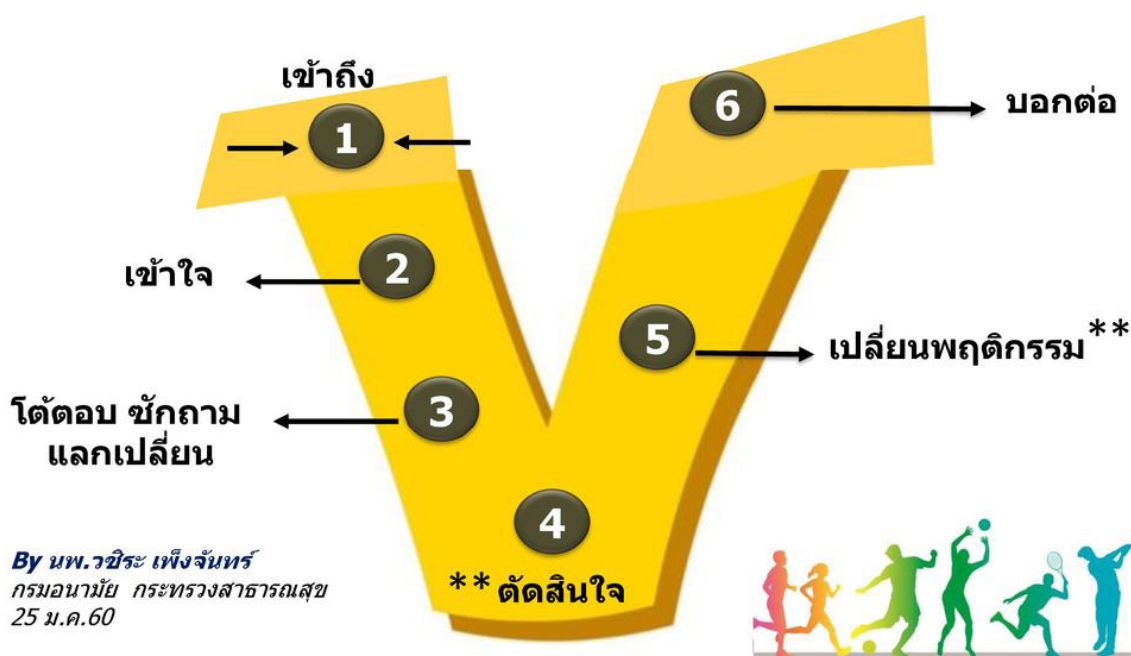 เข้าถึง
1
2
เข้าใจ
3
โต้ตอบ ซักถาม
แลกเปลี่ยน
4
**ตัดสินใจ
5
เปลี่ยนพฤติกรรม**
6
บอกต่อ
By นพ.วชิระ เพ็งจันทร์
กรมอนามัย กระทรวงสาธารณสุข
25 ม.ค.60